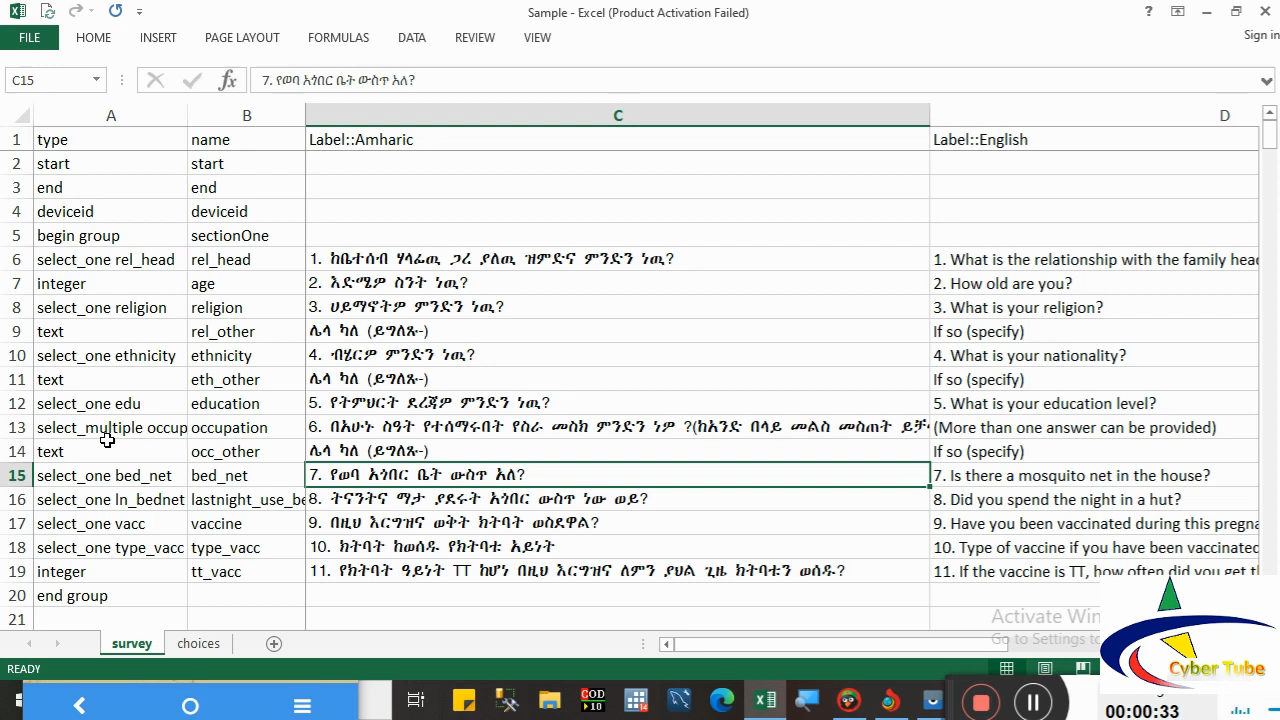 Sample - Excel (Product Activation Failed)
?
FILE HOME INSERT PAGE LAYOUT FORMULAS DATA REVIEW VIEW
Sign in
C15 fx 7. የወባ አጎበር ቤት ውስጥ አለ?
A B C D
1 type name Label::Amharic Label::English
2 start start
3 end end
4 deviceid deviceid
5 begin group sectionOne
6 select_one rel_head rel_head 1. ከቤተሰብ ሃላፊዉ ጋረ ያለዉ ዝምድና ምንድን ነዉ? 1. What is the relationship with the family head
7 integer age 2. እድሜዎ ስንት ነዉ? 2. How old are you?
8 select_one religion religion 3. ሀይማኖትዎ ምንድን ነዉ? 3. What is your religion?
9 text rel_other ሌላ ካለ (ይግለጹ-) If so (specify)
10 select_one ethnicity ethnicity 4. ብሄርዎ ምንድን ነዉ? 4. What is your nationality?
11 text eth_other ሌላ ካለ (ይግለጹ-) If so (specify)
12 select_one edu education 5. የትምህርት ደረጃዎ ምንድን ነዉ? 5. What is your education level?
13 select_multiple occup occupation 6. በአሁኑ ስዓት የተሰማሩበት የስራ መስክ ምንድን ነዎ ?(ከአንድ በላይ መልስ መስጠት ይቻ (More than one answer can be provided)
14 text occ_other ሌላ ካለ (ይግለጹ-) If so (specify)
15 select_one bed_net bed_net 7. የወባ አጎበር ቤት ውስጥ አለ? 7. Is there a mosquito net in the house?
16 select_one ln_bednet lastnight_use_be 8. ትናንትና ማታ ያደሩት አጎበር ውስጥ ነው ወይ? 8. Did you spend the night in a hut?
17 select_one vacc vaccine 9. በዚህ እርግዝና ወቅት ክትባት ወስደዋል? 9. Have you been vaccinated during this pregna
18 select_one type_vacc type_vacc 10. ክትባት ከወሰዱ የክትባቱ አይነት 10. Type of vaccine if you have been vaccinated
19 integer tt_vacc 11. የክትባት ዓይነት TT ከሆነ በዚህ እርግዝና ለምን ያህል ጊዜ ክትባቱን ወሰዱ? 11. If the vaccine is TT, how often did you get th
20 end group
21
Activate Win
Go to Settings to
survey choices
READY
Cyber Tube
COD 10
00:00:33